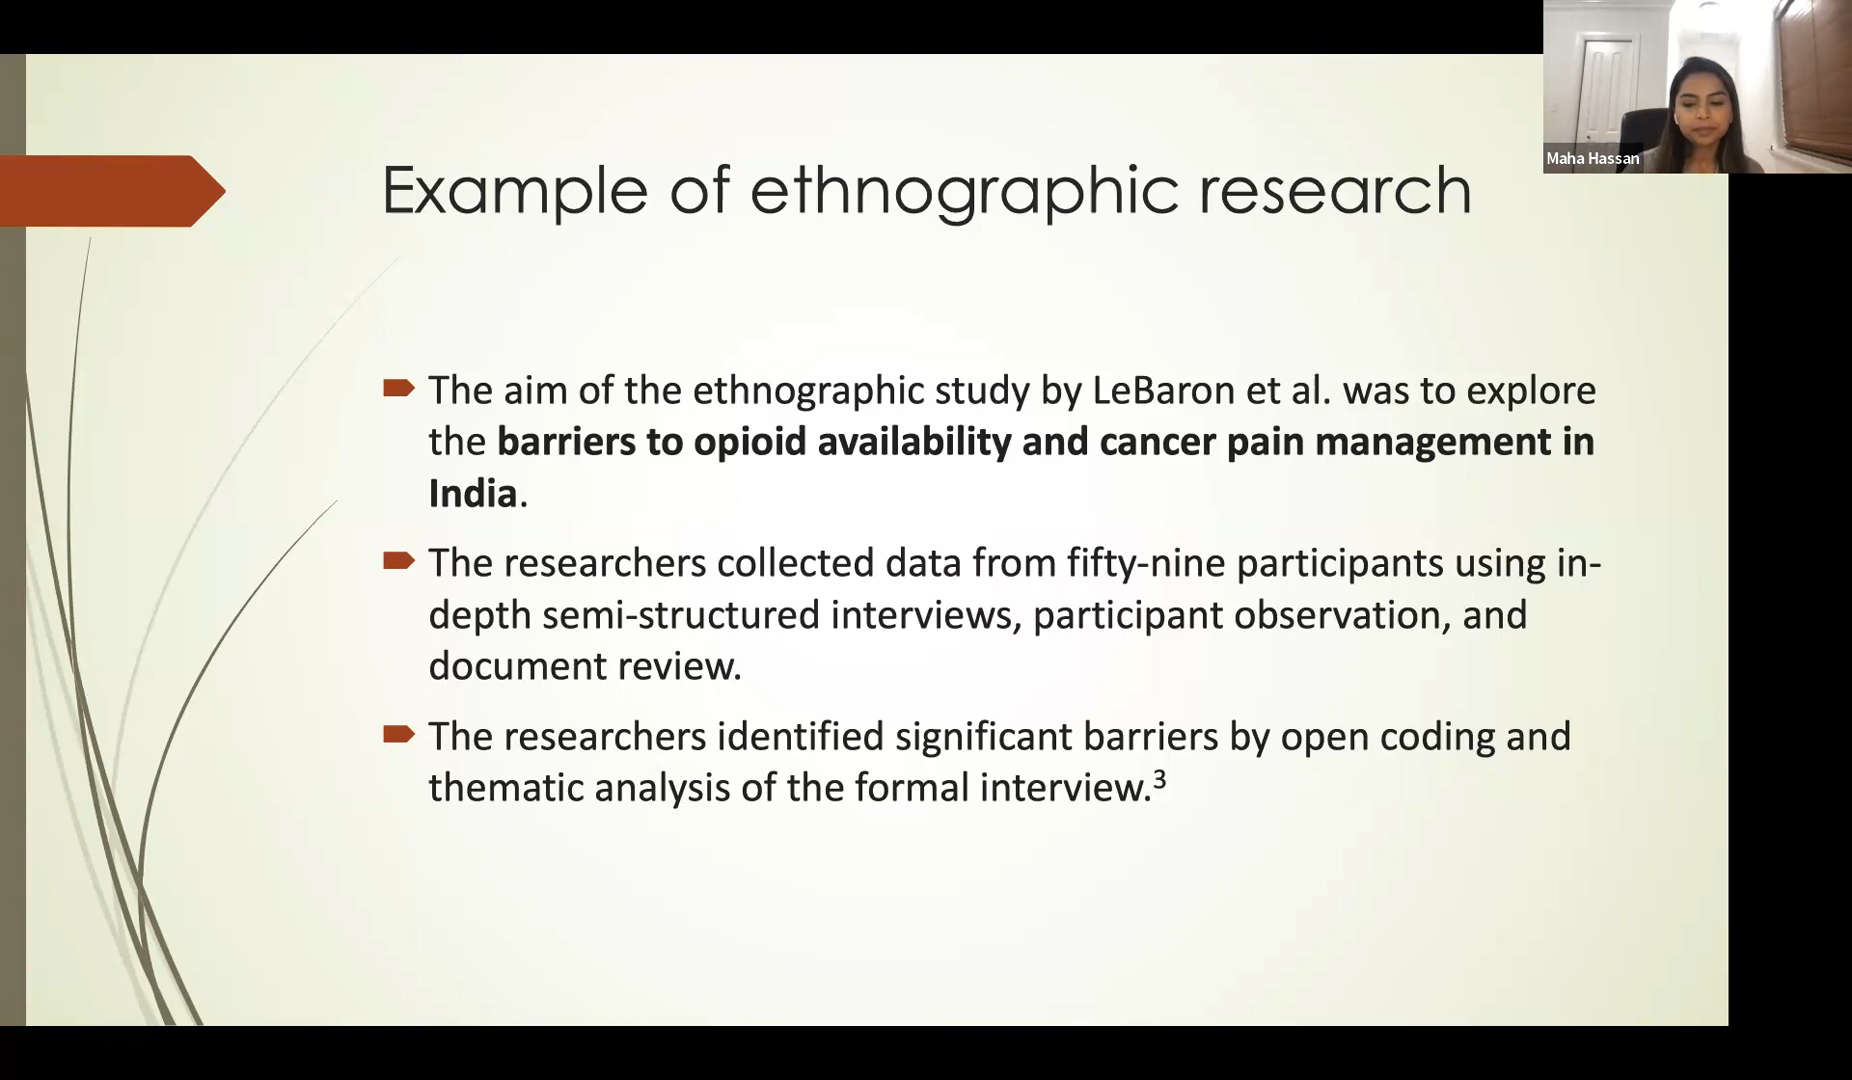 Maha Hassan
Example of ethnographic research
The aim of the ethnographic study by LeBaron et al. was to explore
the barriers to opioid availability and cancer pain management in
India.
The researchers collected data from fifty-nine participants using in-
depth semi-structured interviews, participant observation, and
document review.
The researchers identified significant barriers by open coding and
thematic analysis of the formal interview.³